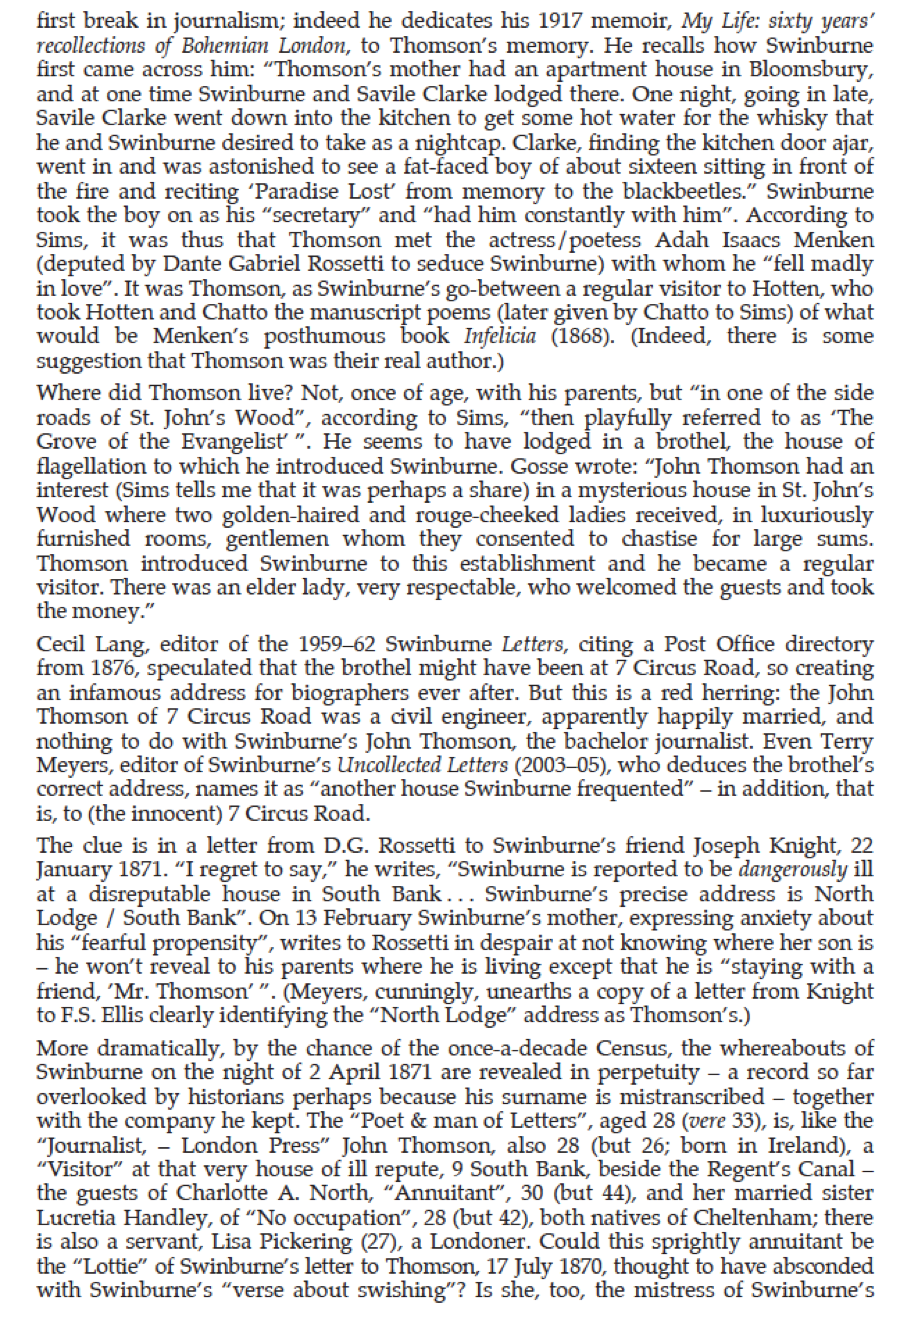 first break in journalism; indeed he dedicates his 1917 memoir, My Life: sixty years’
recollections of Bohemian London, to Thomson’s memory. He recalls how Swinburne
first came across him: “Thomson’s mother had an apartment house in Bloomsbury,
and at one time Swinburne and Savile Clarke lodged there. One night, going in late,
Savile Clarke went down into the kitchen to get some hot water for the whisky that
he and Swinburne desired to take as a nightcap. Clarke, finding the kitchen door ajar,
went in and was astonished to see a fat-faced boy of about sixteen sitting in front of
the fire and reciting ‘Paradise Lost’ from memory to the blackbeetles.” Swinburne
took the boy on as his “secretary” and “had him constantly with him”. According to
Sims, it was thus that Thomson met the actress/poetess Adah Isaacs Menken
(deputed by Dante Gabriel Rossetti to seduce Swinburne) with whom he “fell madly
in love”. It was Thomson, as Swinburne’s go-between a regular visitor to Hotten, who
took Hotten and Chatto the manuscript poems (later given by Chatto to Sims) of what
would be Menken’s posthumous book Infelicia (1868). (Indeed, there is some
suggestion that Thomson was their real author.)
Where did Thomson live? Not, once of age, with his parents, but “in one of the side
roads of St. John’s Wood”, according to Sims, “then playfully referred to as ‘The
Grove of the Evangelist’ ”. He seems to have lodged in a brothel, the house of
flagellation to which he introduced Swinburne. Gosse wrote: “John Thomson had an
interest (Sims tells me that it was perhaps a share) in a mysterious house in St. John’s
Wood where two golden-haired and rouge-cheeked ladies received, in luxuriously
furnished rooms, gentlemen whom they consented to chastise for large sums.
Thomson introduced Swinburne to this establishment and he became a regular
visitor. There was an elder lady, very respectable, who welcomed the guests and took
the money.”
Cecil Lang, editor of the 1959–62 Swinburne Letters, citing a Post Office directory
from 1876, speculated that the brothel might have been at 7 Circus Road, so creating
an infamous address for biographers ever after. But this is a red herring: the John
Thomson of 7 Circus Road was a civil engineer, apparently happily married, and
nothing to do with Swinburne’s John Thomson, the bachelor journalist. Even Terry
Meyers, editor of Swinburne’s Uncollected Letters (2003–05), who deduces the brothel’s
correct address, names it as “another house Swinburne frequented” – in addition, that
is, to (the innocent) 7 Circus Road.
The clue is in a letter from D.G. Rossetti to Swinburne’s friend Joseph Knight, 22
January 1871. “I regret to say,” he writes, “Swinburne is reported to be dangerously ill
at a disreputable house in South Bank... Swinburne’s precise address is North
Lodge / South Bank”. On 13 February Swinburne’s mother, expressing anxiety about
his “fearful propensity”, writes to Rossetti in despair at not knowing where her son is
– he won’t reveal to his parents where he is living except that he is “staying with a
friend, ’Mr. Thomson’ ”. (Meyers, cunningly, unearths a copy of a letter from Knight
to F.S. Ellis clearly identifying the “North Lodge” address as Thomson’s.)
More dramatically, by the chance of the once-a-decade Census, the whereabouts of
Swinburne on the night of 2 April 1871 are revealed in perpetuity – a record so far
overlooked by historians perhaps because his surname is mistranscribed – together
with the company he kept. The “Poet & man of Letters”, aged 28 (vere 33), is, like the
“Journalist, – London Press” John Thomson, also 28 (but 26; born in Ireland), a
“Visitor” at that very house of ill repute, 9 South Bank, beside the Regent’s Canal –
the guests of Charlotte A. North, “Annuitant”, 30 (but 44), and her married sister
Lucretia Handley, of “No occupation”, 28 (but 42), both natives of Cheltenham; there
is also a servant, Lisa Pickering (27), a Londoner. Could this sprightly annuitant be
the “Lottie” of Swinburne’s letter to Thomson, 17 July 1870, thought to have absconded
with Swinburne’s “verse about swishing”? Is she, too, the mistress of Swinburne’s